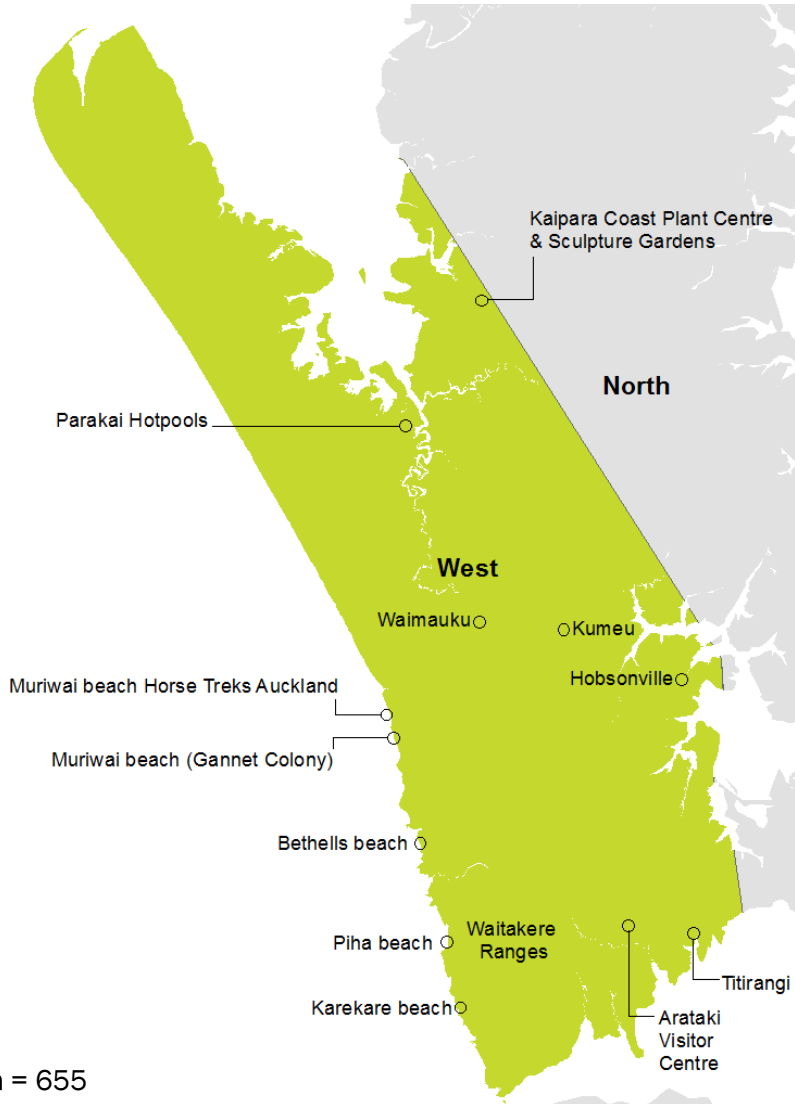 Kaipara Coast Plant Centre
& Sculpture Gardens
North
Parakai Hotpools
West
Waimauku
Kumeu
Hobsonville
Muriwai beach Horse Treks Auckland
Muriwai beach (Gannet Colony)
Bethells beach
Waitakere
Ranges
Piha beach
Titirangi
Karekare beach
Arataki
Visitor
Centre
= 655